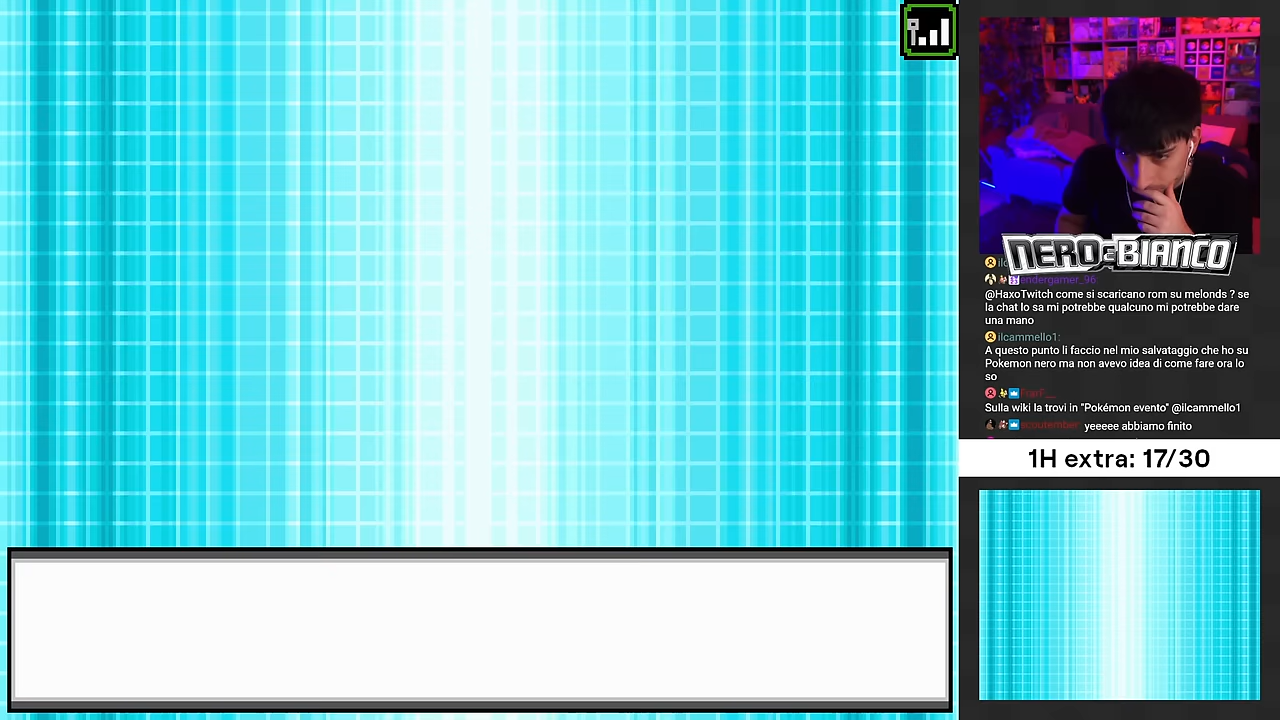 NERO E BIANCO
endergamer_96
@HaxoTwitch come si scaricano rom su melonds ? se
la chat lo sa mi potrebbe qualcuno mi potrebbe dare
una mano
ilcammello1:
A questo punto li faccio nel mio salvataggio che ho su
Pokemon nero ma non avevo idea di come fare ora lo
so
Sulla wiki la trovi in "Pokémon evento" @ilcammello1
scoutember: yeeeee abbiamo finito
1H extra: 17/30